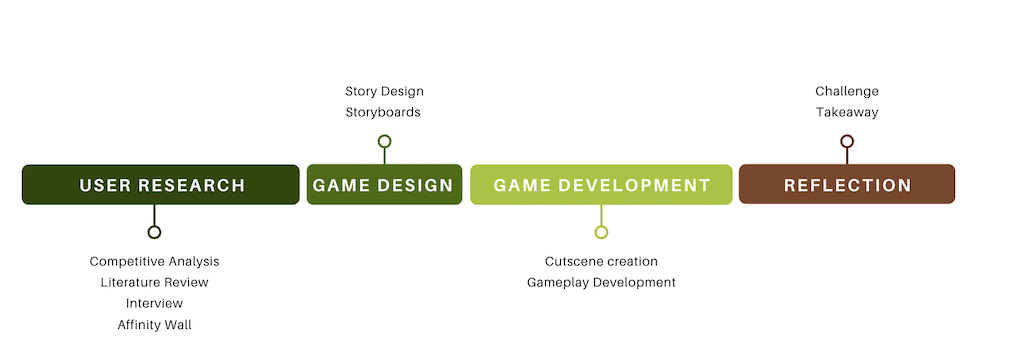 Story Design
Storyboards
Challenge
Takeaway
USER RESEARCH
GAME DESIGN
GAME DEVELOPMENT
REFLECTION
Competitive Analysis
Literature Review
Interview
Affinity Wall
Cutscene creation
Gameplay Development